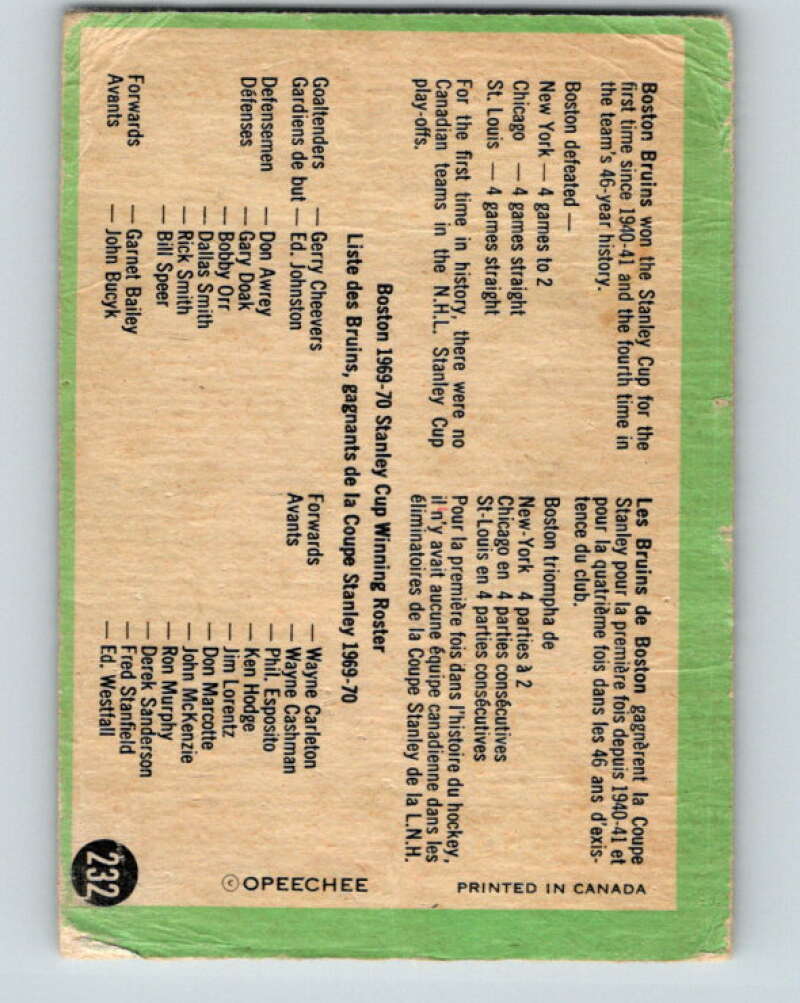 Boston Bruins won the Stanley Cup for the
first time since 1940-41 and the fourth time in
the team's 46-year history.
Boston defeated —
New York — 4 games to 2
Chicago — 4 games straight
St. Louis — 4 games straight
For the first time in history, there were no
Canadian teams in the N.H.L. Stanley Cup
play-offs.
Les Bruins de Boston gagnèrent la Coupe
Stanley pour la première fois depuis 1940-41 et
pour la quatrième fois dans les 46 ans d'exis-
tence du club.
Boston triompha de
New-York 4 parties à 2
Chicago en 4 parties consécutives
St-Louis en 4 parties consécutives
Pour la première fois dans l'histoire du hockey,
il n'y avait aucune équipe canadienne dans les
éliminatoires de la Coupe Stanley de la L.N.H.
Boston 1969-70 Stanley Cup Winning Roster
Liste des Bruins, gagnants de la Coupe Stanley 1969-70
Goaltenders — Gerry Cheevers
Gardiens de but — Ed. Johnston
Defensemen — Don Awrey
Défenses — Gary Doak
— Bobby Orr
— Dallas Smith
— Rick Smith
— Bill Speer
Forwards — Garnet Bailey
Avants — John Bucyk
Forwards — Wayne Carleton
Avants — Wayne Cashman
— Phil. Esposito
— Ken Hodge
— Jim Lorentz
— Don Marcotte
— John McKenzie
— Ron Murphy
— Derek Sanderson
— Fred Stanfield
— Ed. Westfall
PRINTED IN CANADA
© OPEECHEE
232